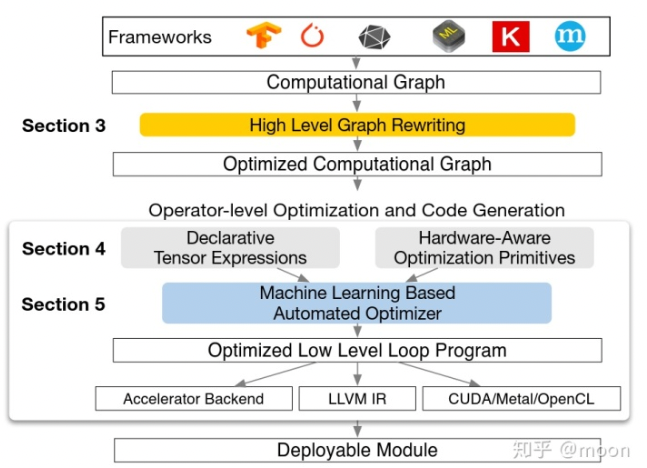 Frameworks
ML
K
m
Computational Graph
Section 3
High Level Graph Rewriting
Optimized Computational Graph
Operator-level Optimization and Code Generation
Section 4
Declarative
Tensor Expressions
Hardware-Aware
Optimization Primitives
Section 5
Machine Learning Based
Automated Optimizer
Optimized Low Level Loop Program
Accelerator Backend
LLVM IR
CUDA/Metal/OpenCL
Deployable Module
知乎 @moon